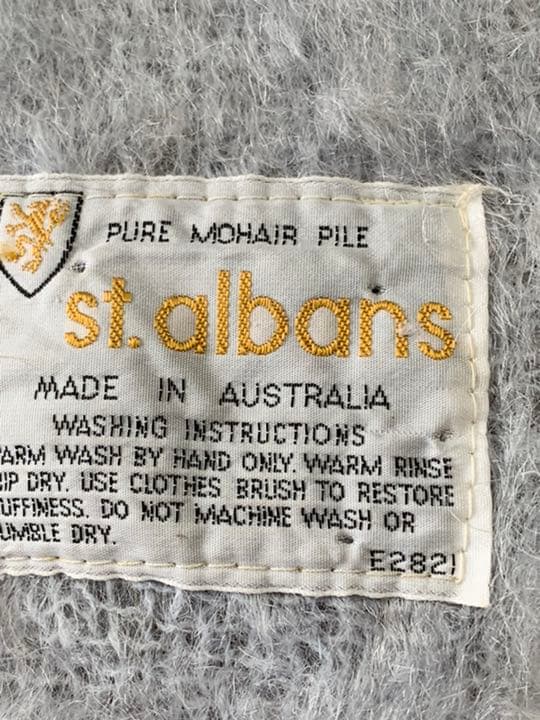 PURE MOHAIR PILE
st.albans
MADE IN AUSTRALIA
WASHING INSTRUCTIONS
ARM WASH BY HAND ONLY. WARM RINSE
IP DRY. USE CLOTHES BRUSH TO RESTORE
UFFINESS. DO NOT MACHINE WASH OR
UMBLE DRY.
E2821